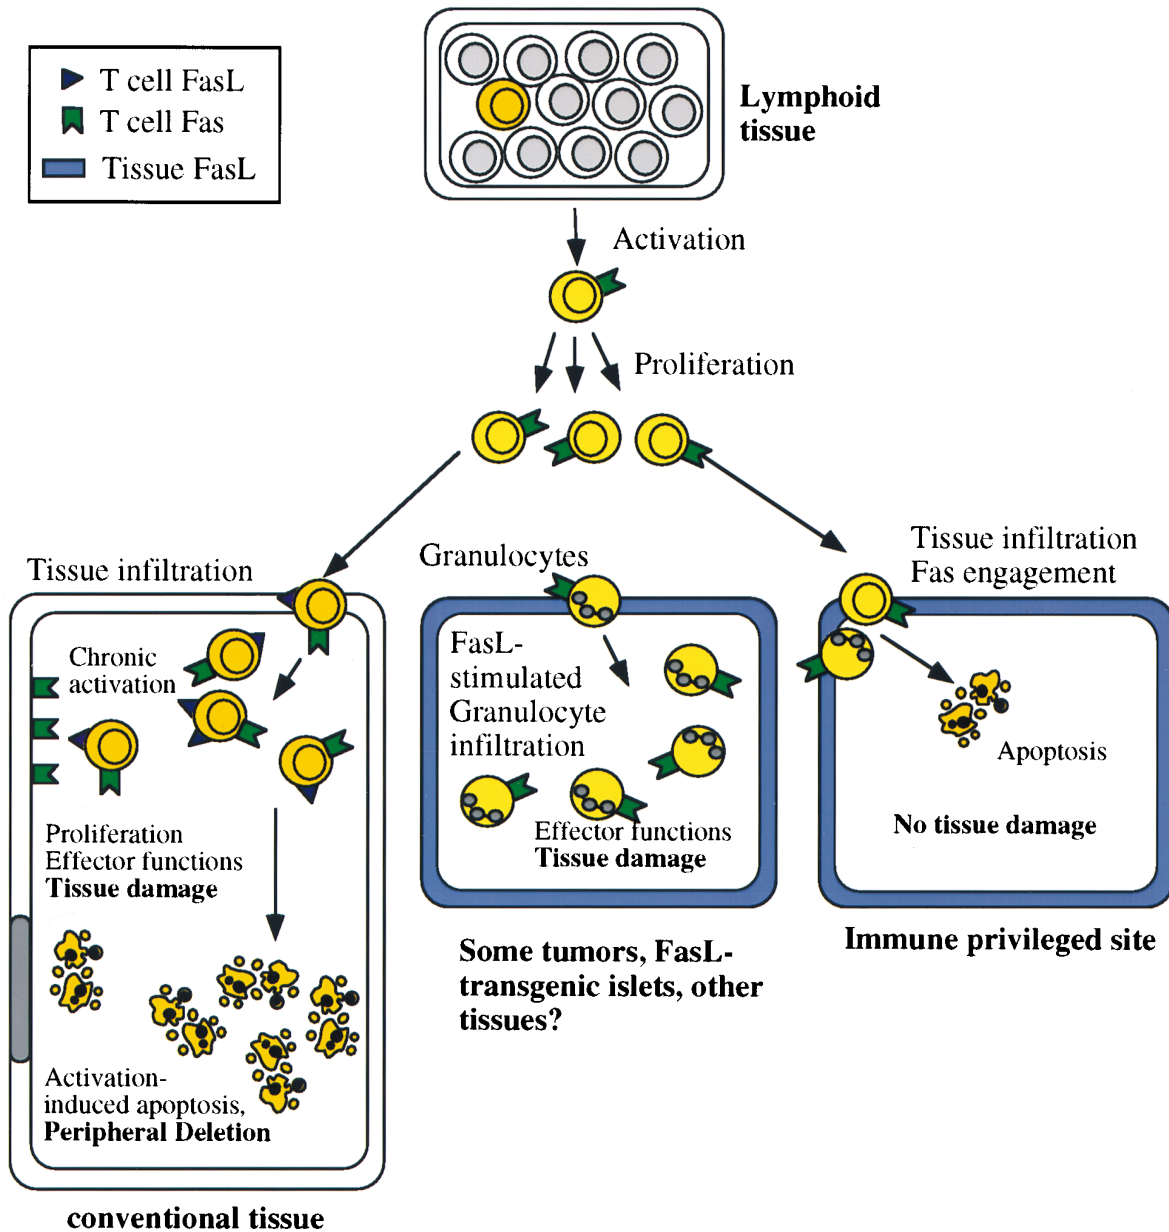 T cell FasL
T cell Fas
Tissue FasL
Lymphoid
tissue
Activation
Proliferation
Tissue infiltration
Chronic
activation
Proliferation
Effector functions
Tissue damage
Activation-
induced apoptosis,
Peripheral Deletion
conventional tissue
Granulocytes
FasL-
stimulated
Granulocyte
infiltration
Effector functions
Tissue damage
Some tumors, FasL-
transgenic islets, other
tissues?
Tissue infiltration
Fas engagement
Apoptosis
No tissue damage
Immune privileged site